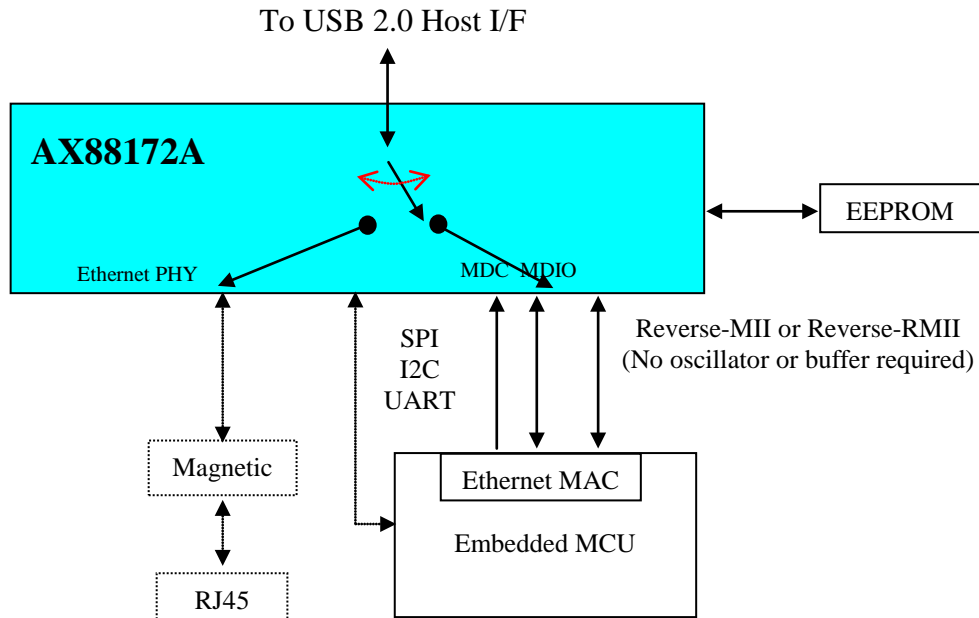 To USB 2.0 Host I/F
AX88172A
EEPROM
Ethernet PHY
MDC MDIO
SPI
I2C
UART
Reverse-MII or Reverse-RMII
(No oscillator or buffer required)
Magnetic
Ethernet MAC
Embedded MCU
RJ45